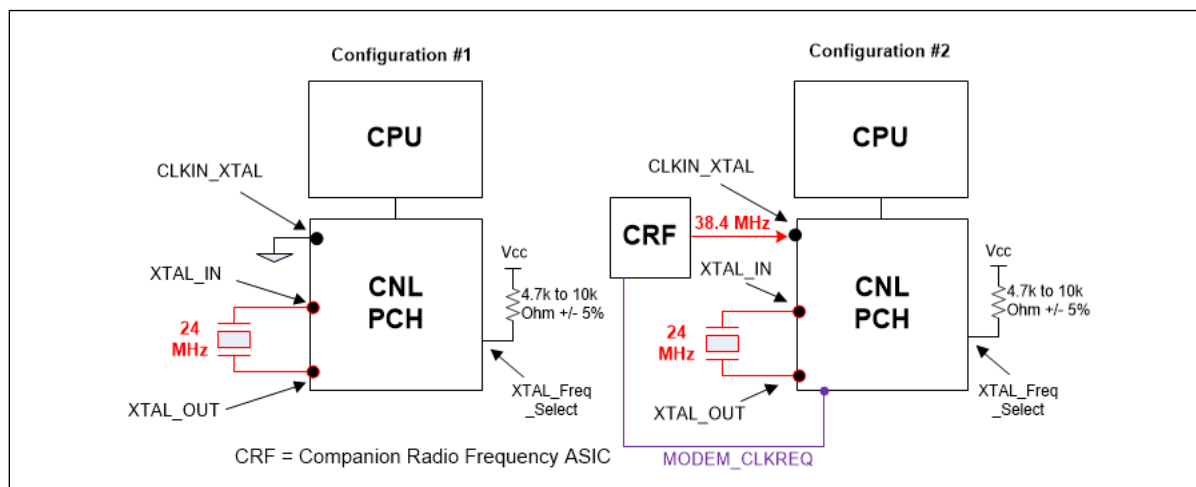 Configuration #1
CPU
CLKIN_XTAL
XTAL_IN
CNL
PCH
24
MHz
XTAL_OUT
Vcc
4.7k to 10k
Ohm +/- 5%
XTAL_Freq
_Select
Configuration #2
CPU
CLKIN_XTAL
CRF
38.4 MHz
XTAL_IN
CNL
PCH
24
MHz
XTAL_OUT
Vcc
4.7k to 10k
Ohm +/- 5%
XTAL_Freq
_Select
MODEM_CLKREQ
CRF = Companion Radio Frequency ASIC